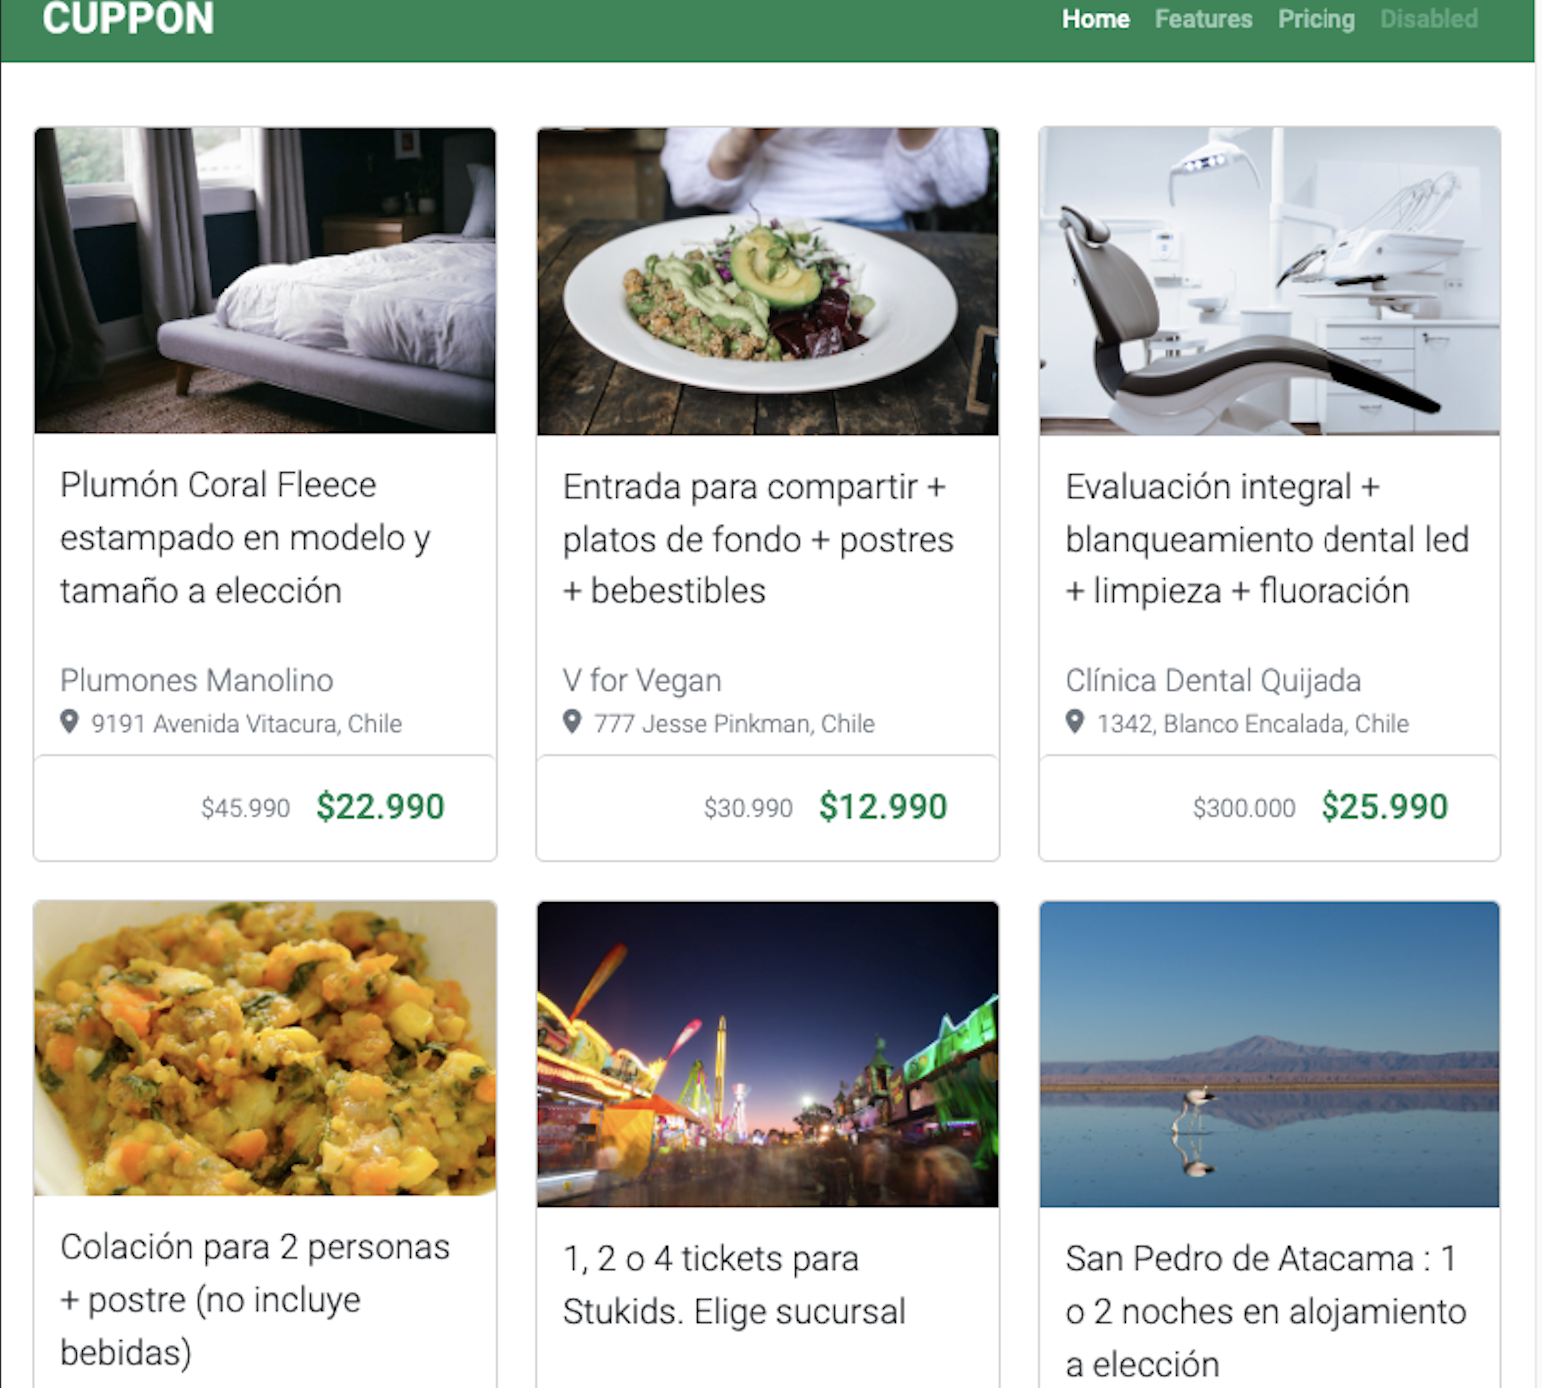 CUPPON
Home Features Pricing Disabled
Plumón Coral Fleece
estampado en modelo y
tamaño a elección
Plumones Manolino
9191 Avenida Vitacura, Chile
$45.990 $22.990
Entrada para compartir +
platos de fondo + postres
+ bebestibles
V for Vegan
777 Jesse Pinkman, Chile
$30.990 $12.990
Evaluación integral +
blanqueamiento dental led
+ limpieza + fluoración
Clínica Dental Quijada
1342, Blanco Encalada, Chile
$300.000 $25.990
Colación para 2 personas
+ postre (no incluye
bebidas)
1, 2 o 4 tickets para
Stukids. Elige sucursal
San Pedro de Atacama : 1
o 2 noches en alojamiento
a elección